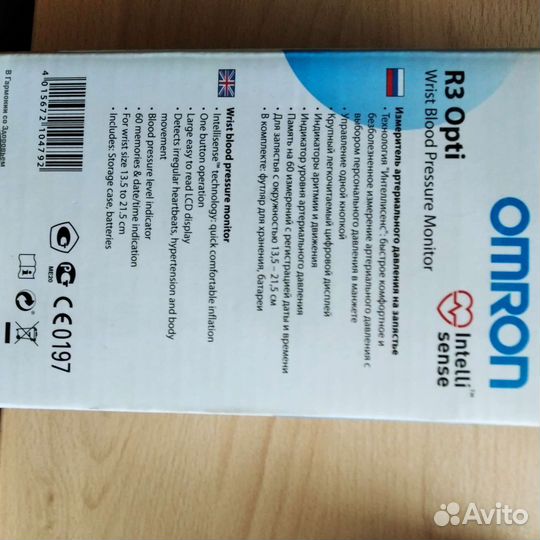 OMRON
Intelli
sense™
R3 Opti
Wrist Blood Pressure Monitor
Измеритель артериального давления на запястье
• Технология "Интеллисенс": быстрое комфортное и
безболезненное измерение артериального давления с
выбором персонального давления в манжете
• Управление одной кнопкой
• Крупный легкочитаемый цифровой дисплей
• Индикаторы аритмии и движения
• Индикатор уровня артериального давления
• Память на 60 измерений с регистрацией даты и времени
• Для запястья с окружностью 13,5 – 21,5 см
• В комплекте: футляр для хранения, батареи
Wrist blood pressure monitor
• Intellisense™ technology: quick comfortable inflation
• One button operation
• Large easy to read LCD display
• Detects irregular heartbeats, hypertension and body
movement
• Blood pressure level indicator
• 60 memories & date/time indication
• For wrist size 13.5 to 21,5 cm
• Includes: Storage case, batteries
4 015672 104792
ME20
CE0197
В Гармонии со Здоровьем
Avito